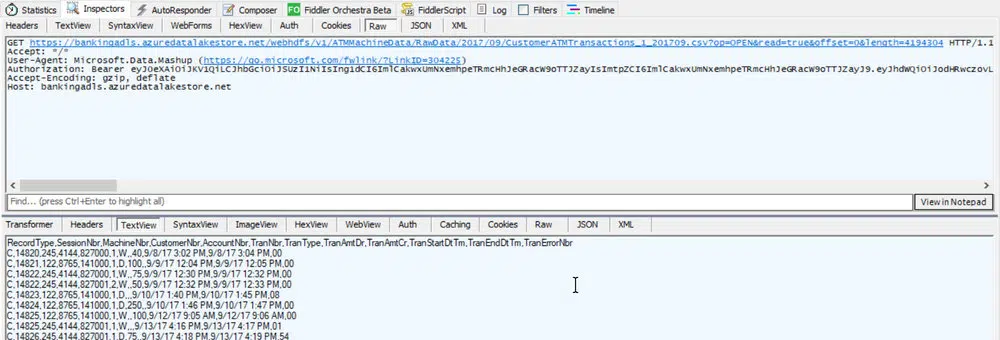 Statistics Inspectors AutoResponder Composer Fiddler Orchestra Beta FiddlerScript Log Filters Timeline
Headers TextView SyntaxView WebForms HexView Auth Cookies Raw JSON XML
GET https://bankingadls.azuredatalakestore.net/webhdfs/v1/ATMMachineData/RawData/2017/09/CustomerATMTransactions_1_201709.csv?op=OPEN&read=true&offset=0&length=4194304 HTTP/1.1
Accept: */*
User-Agent: Microsoft.Data.Mashup (https://go.microsoft.com/fwlink/?LinkID=304225)
Authorization: Bearer
Accept-Encoding: gzip, deflate
Host: bankingadls.azuredatalakestore.net
Find... (press Ctrl+Enter to highlight all) View in Notepad
Transformer Headers TextView SyntaxView ImageView HexView WebView Auth Caching Cookies Raw JSON XML
RecordType,SessionNbr,MachineNbr,CustomerNbr,AccountNbr,TranNbr,TranType,TranAmtDr,TranAmtCr,TranStartDtTm,TranEndDtTm,TranErrorNbr
C,14820,245,4144,827000,1,W,,40,9/8/17 3:02 PM,9/8/17 3:04 PM,00
C,14821,122,8765,141000,1,D,100,,9/9/17 12:04 PM,9/9/17 12:05 PM,00
C,14822,245,4144,827001,1,W,,75,9/9/17 12:30 PM,9/9/17 12:32 PM,00
C,14822,245,4144,827001,2,W,,50,9/9/17 12:32 PM,9/9/17 12:33 PM,00
C,14823,122,8765,141000,1,D,,,9/10/17 1:40 PM,9/10/17 1:45 PM,08
C,14824,122,8765,141000,1,D,250,,9/10/17 1:46 PM,9/10/17 1:47 PM,00
C,14825,245,4144,827000,1,W,,100,9/12/17 9:05 AM,9/12/17 9:06 AM,00
C,14825,245,4144,827001,1,W,,,9/13/17 4:16 PM,9/13/17 4:17 PM,01
C,14826,245,4144,827000,1,D,75,,9/13/17 4:18 PM,9/13/17 4:19 PM,54